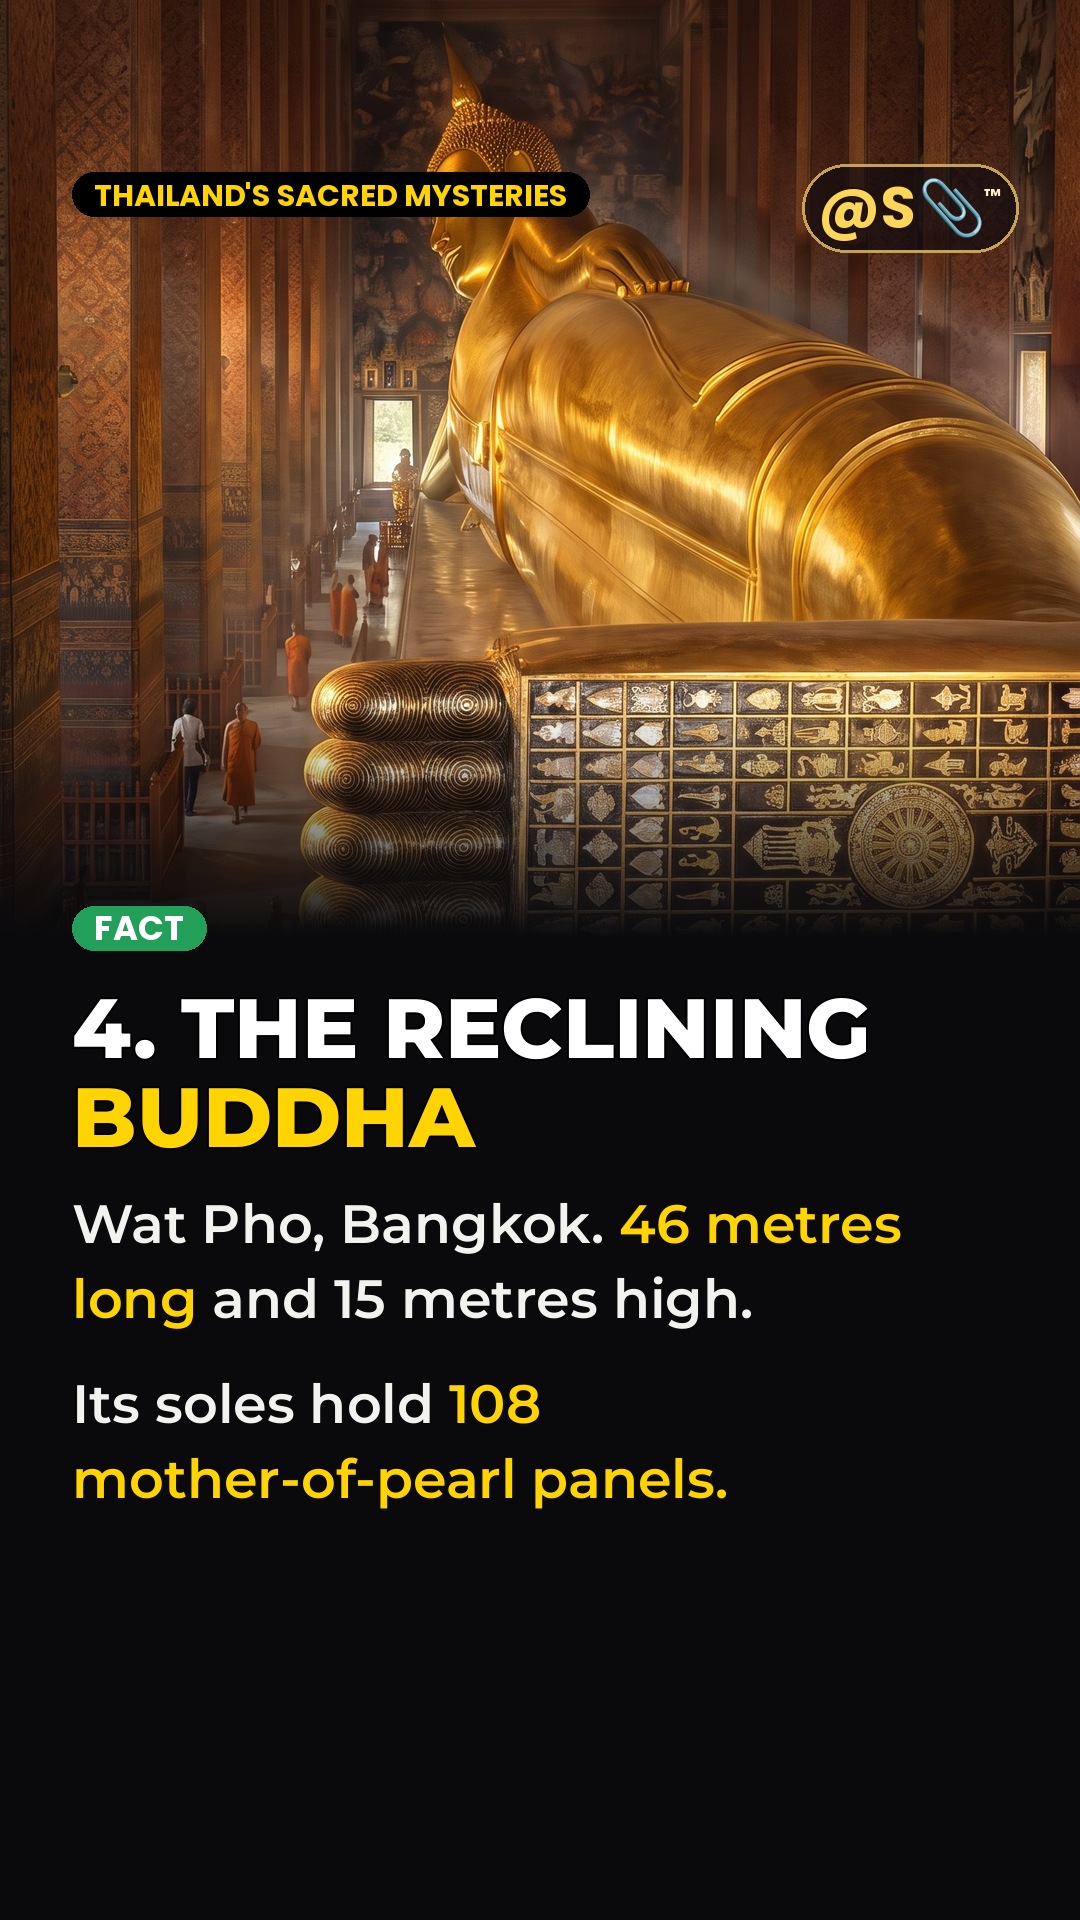 THAILAND'S SACRED MYSTERIES
@S📎™
FACT
4. THE RECLINING
BUDDHA
Wat Pho, Bangkok. 46 metres
long and 15 metres high.
Its soles hold 108
mother-of-pearl panels.